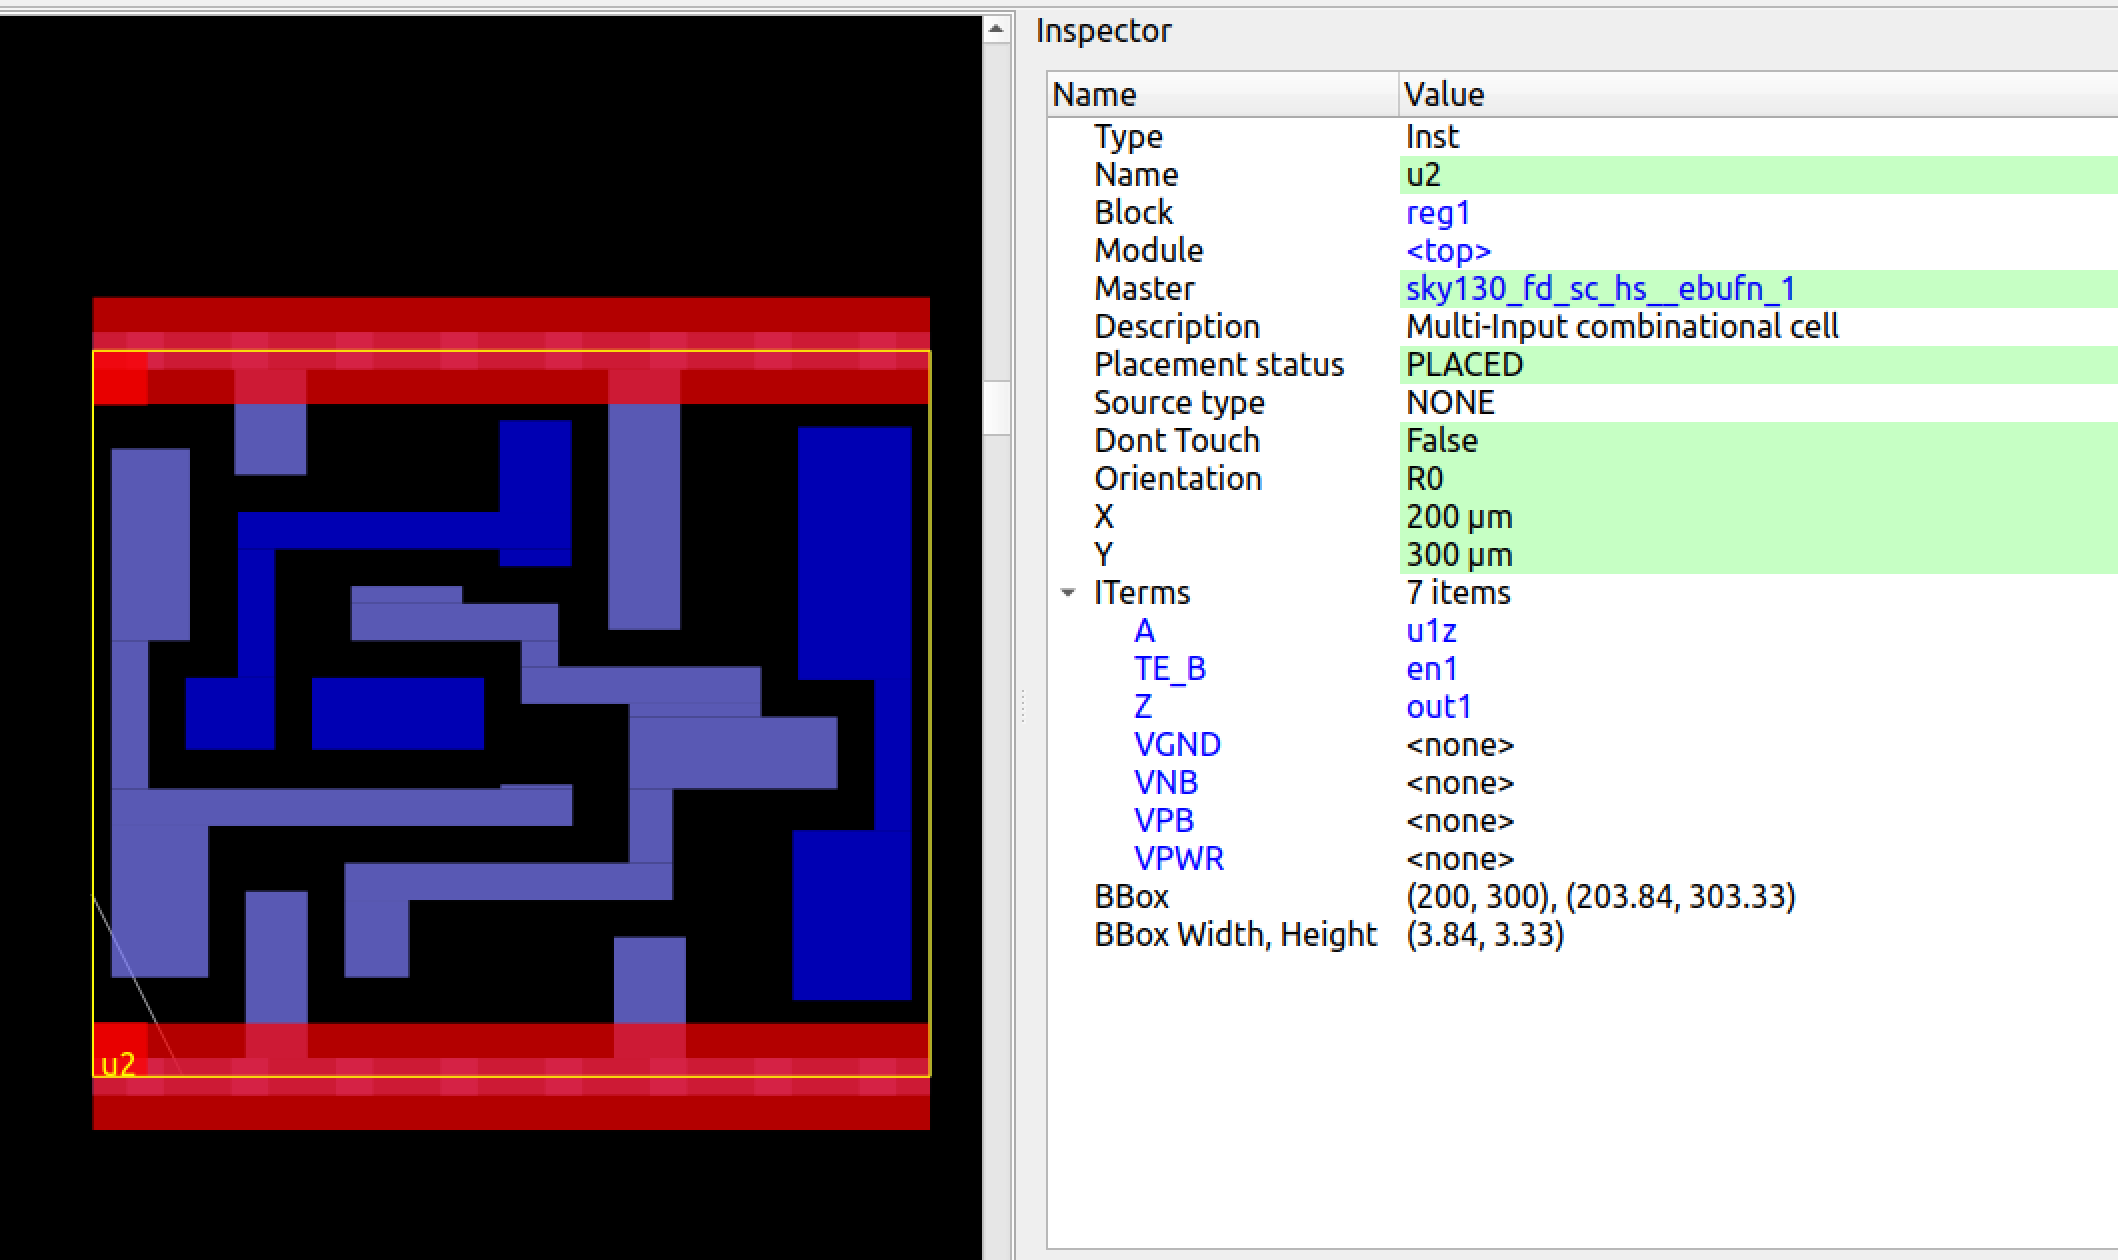 Inspector
Name Value
Type Inst
Name u2
Block reg1
Module <top>
Master sky130_fd_sc_hs__ebufn_1
Description Multi-Input combinational cell
Placement status PLACED
Source type NONE
Dont Touch False
Orientation R0
X 200 µm
Y 300 µm
ITerms 7 items
A u1z
TE_B en1
Z out1
VGND <none>
VNB <none>
VPB <none>
VPWR <none>
BBox (200, 300), (203.84, 303.33)
BBox Width, Height (3.84, 3.33)
u2